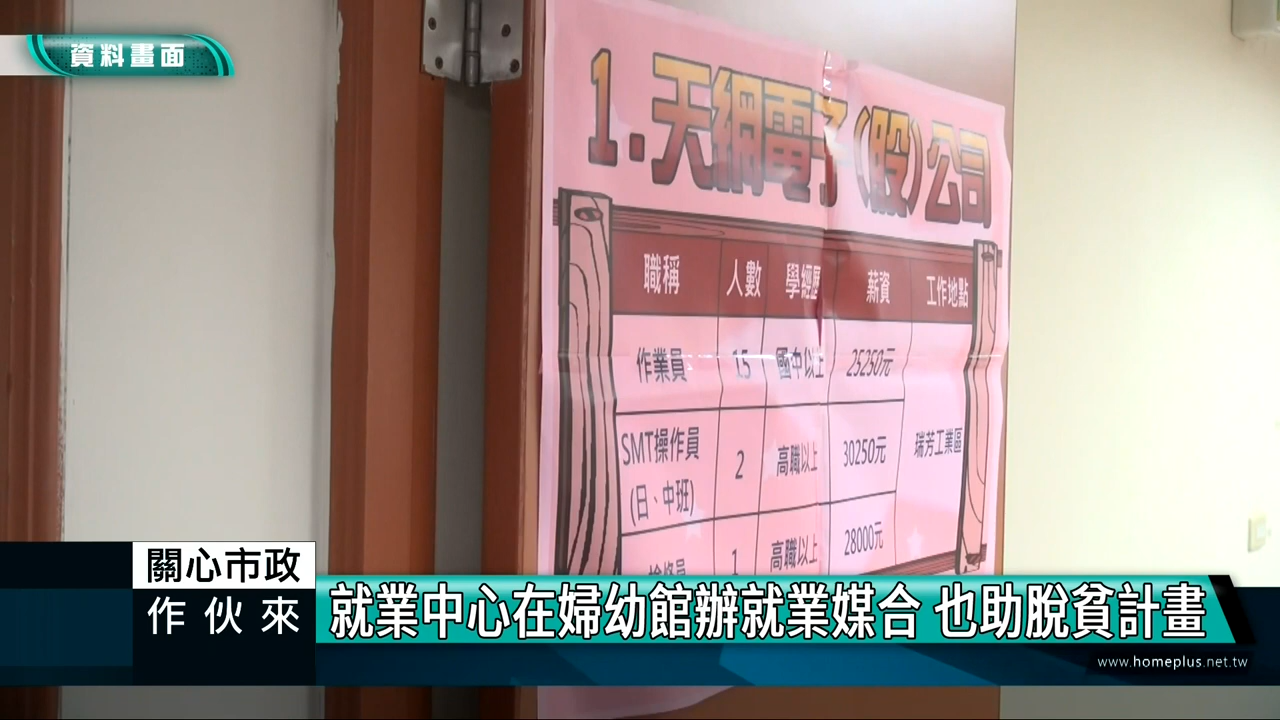 資料畫面
1.天網電子(股)公司
職稱 人數 學經歷 薪資 工作地點
作業員 15 國中以上 25250元
SMT操作員 2 高職以上 30250元 瑞芳工業區
(日、中班)
1 高職以上 28000元
關心市政
作伙來
就業中心在婦幼館辦就業媒合 也助脫貧計畫
www.homeplus.net.tw